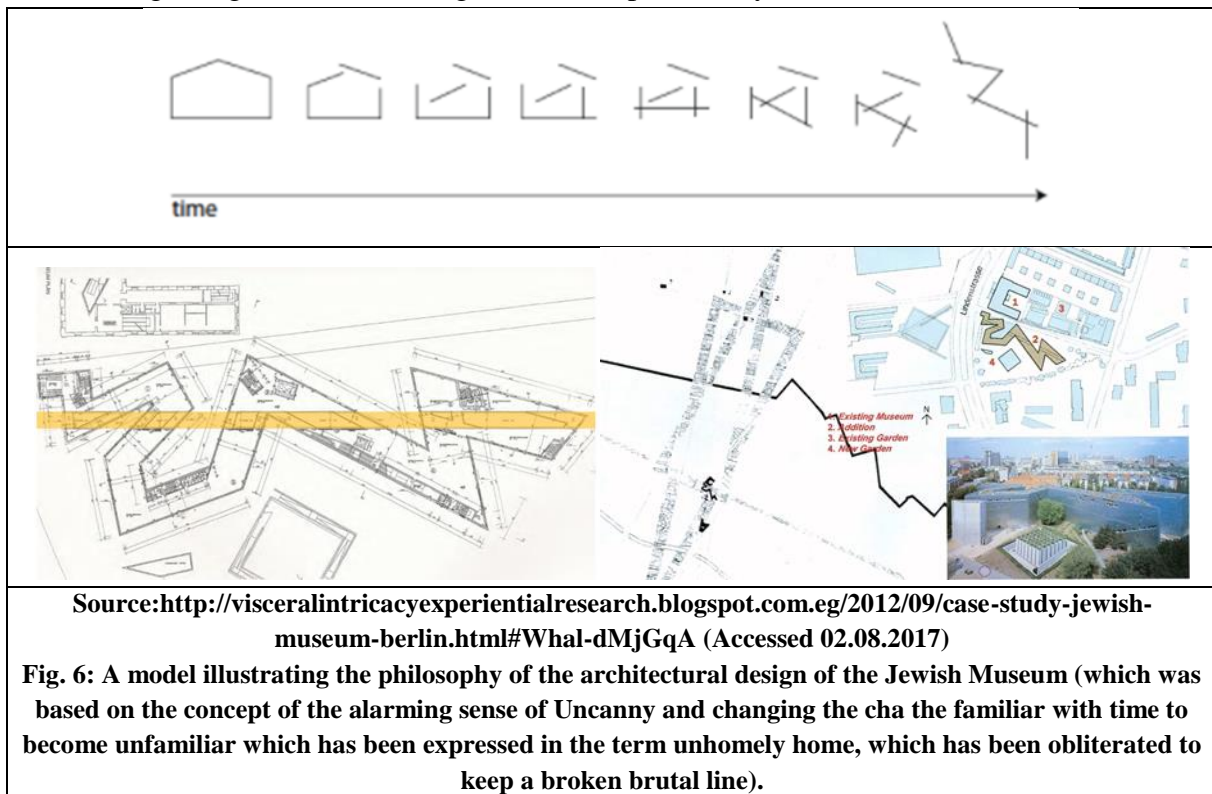 time
Lindenstrasse
1
3
2
4
N
1. Existing Museum
2. Addition
3. Existing Garden
4. New Garden
Source:http://visceralintricacyexperientialresearch.blogspot.com.eg/2012/09/case-study-jewish-
museum-berlin.html#Whal-dMjGqA (Accessed 02.08.2017)
Fig. 6: A model illustrating the philosophy of the architectural design of the Jewish Museum (which was
based on the concept of the alarming sense of Uncanny and changing the cha the familiar with time to
become unfamiliar which has been expressed in the term unhomely home, which has been obliterated to
keep a broken brutal line).